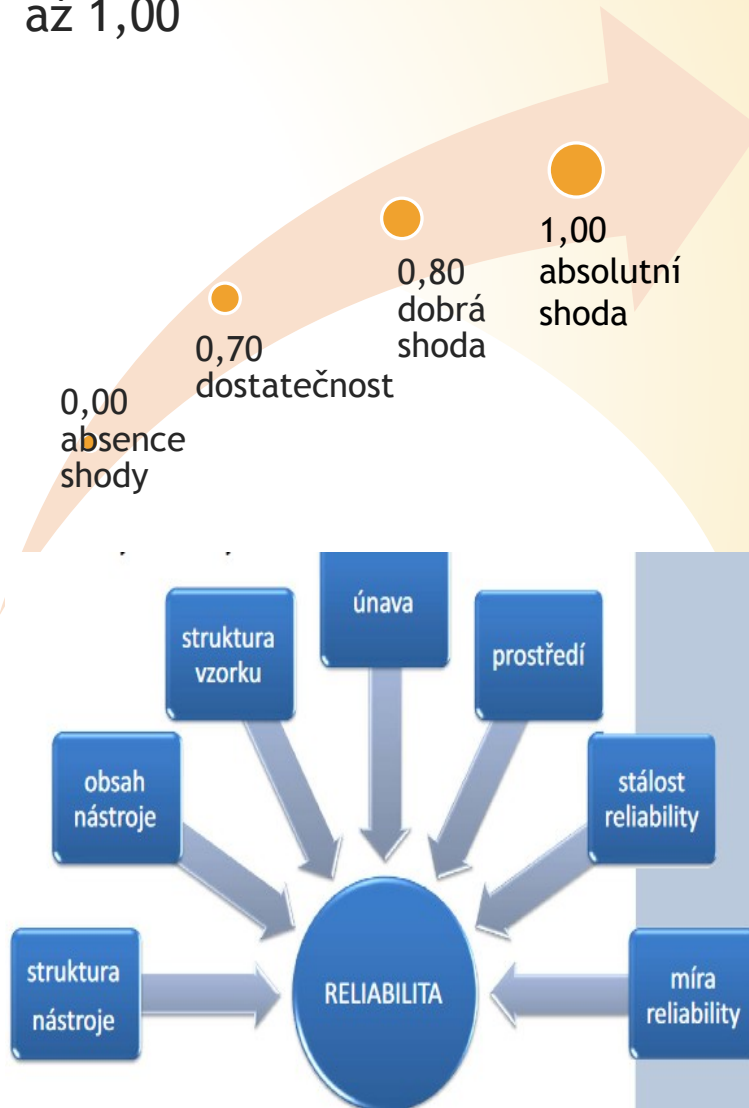 až 1,00
1,00
absolutní
shoda
0,80
dobrá
shoda
0,70
dostatečnost
0,00
absence
shody
únava
struktura
vzorku
prostředí
obsah
nástroje
stálost
reliability
struktura
nástroje
RELIABILITA
míra
reliability